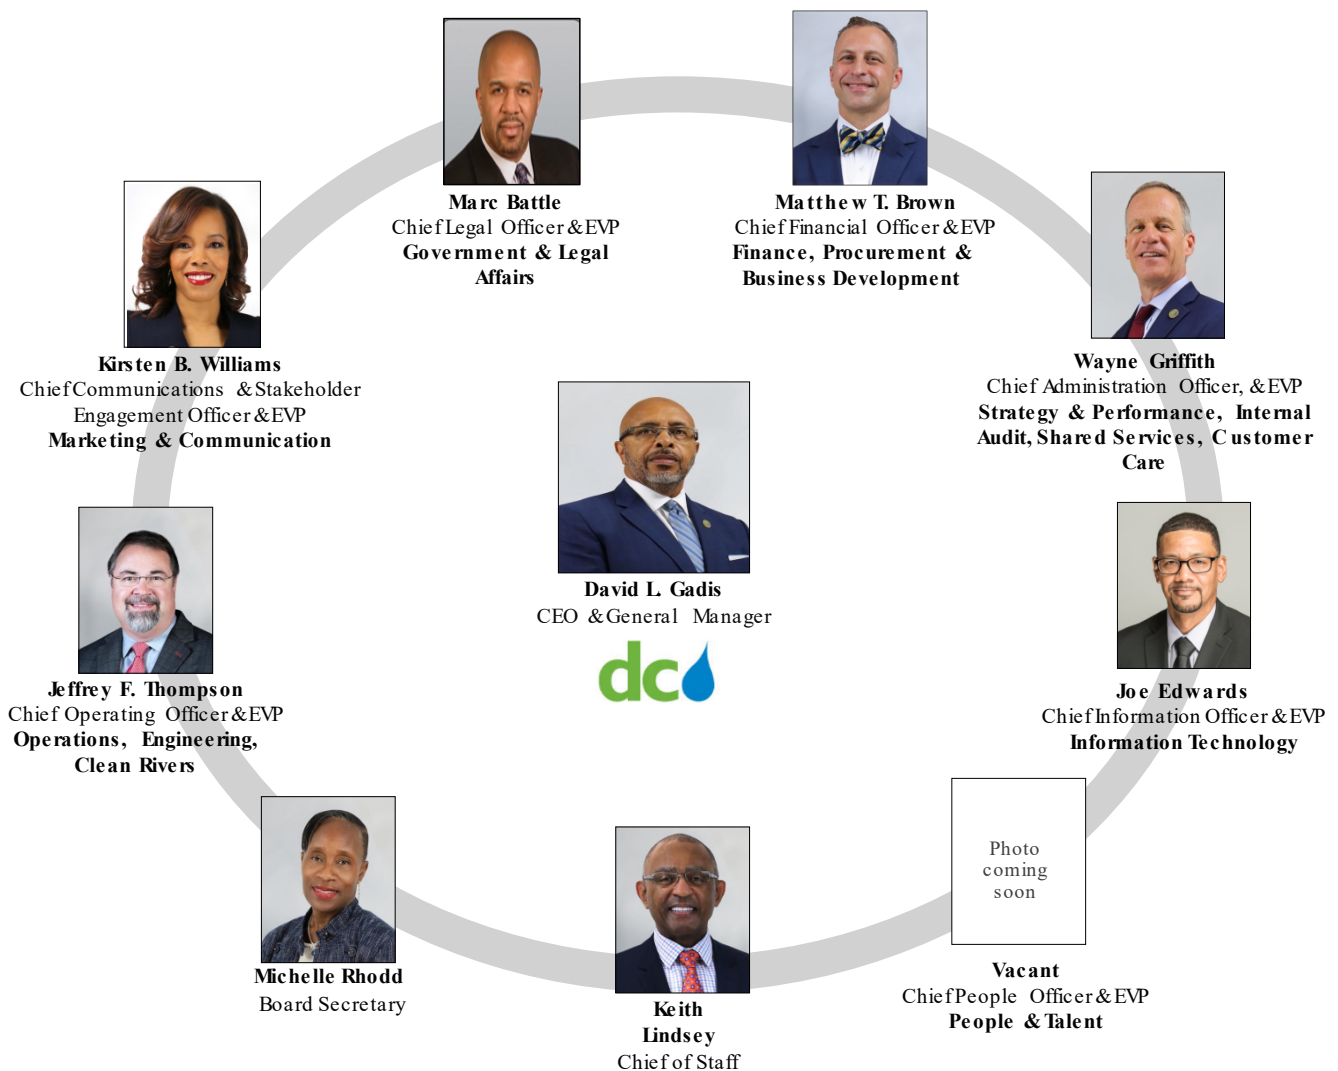 Marc Battle
Chief Legal Officer & EVP
Government & Legal
Affairs
Matthew T. Brown
Chief Financial Officer & EVP
Finance, Procurement &
Business Development
Kirsten B. Williams
Chief Communications & Stakeholder
Engagement Officer & EVP
Marketing & Communication
Wayne Griffith
Chief Administration Officer, & EVP
Strategy & Performance, Internal
Audit, Shared Services, Customer
Care
David L. Gadis
CEO & General Manager
dc
Jeffrey F. Thompson
Chief Operating Officer & EVP
Operations, Engineering,
Clean Rivers
Joe Edwards
Chief Information Officer & EVP
Information Technology
Michelle Rhodd
Board Secretary
Keith
Lindsey
Chief of Staff
Photo
coming
soon
Vacant
Chief People Officer & EVP
People & Talent